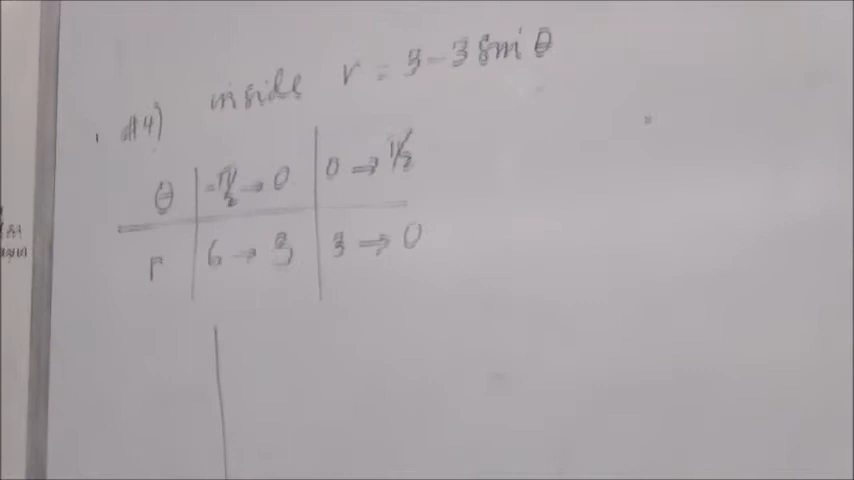 #4) inside r = 3 - 3 sin θ
θ | -π/2 → 0 | 0 → π/2
r | 6 → 3 | 3 → 0